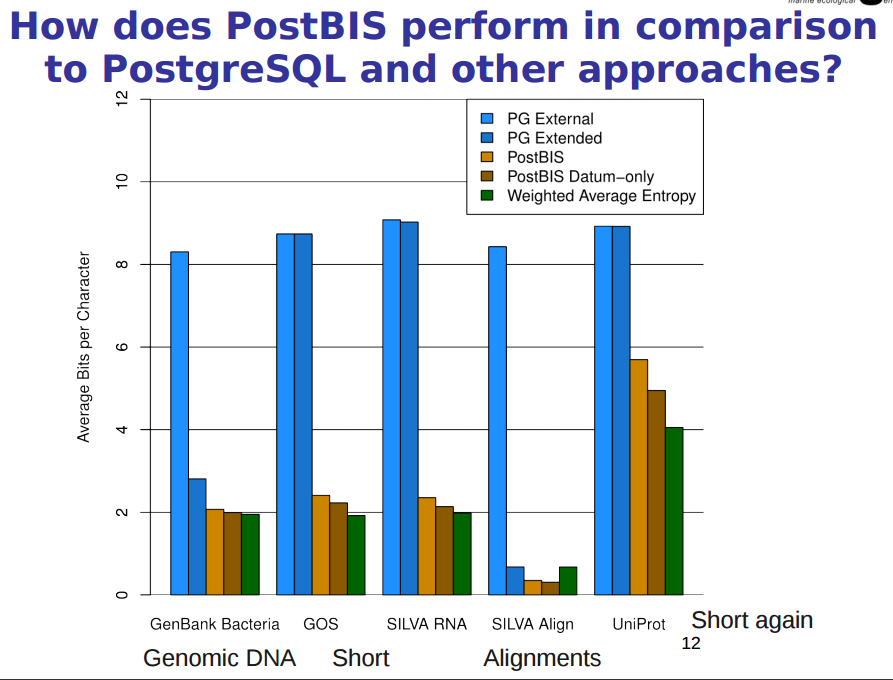 marine ecological
How does PostBIS perform in comparison
to PostgreSQL and other approaches?
12
10
8
6
4
2
0
Average Bits per Character
PG External
PG Extended
PostBIS
PostBIS Datum−only
Weighted Average Entropy
GenBank Bacteria GOS SILVA RNA SILVA Align UniProt
Short again
12
Genomic DNA Short Alignments